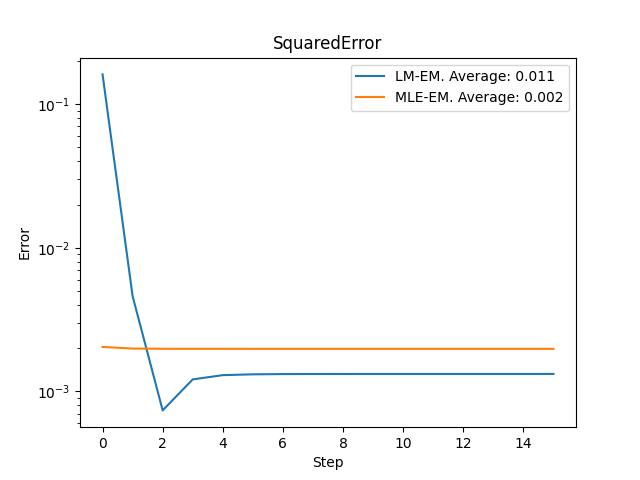 SquaredError
LM-EM. Average: 0.011
MLE-EM. Average: 0.002
Error
10⁻¹
10⁻²
10⁻³
0 2 4 6 8 10 12 14
Step